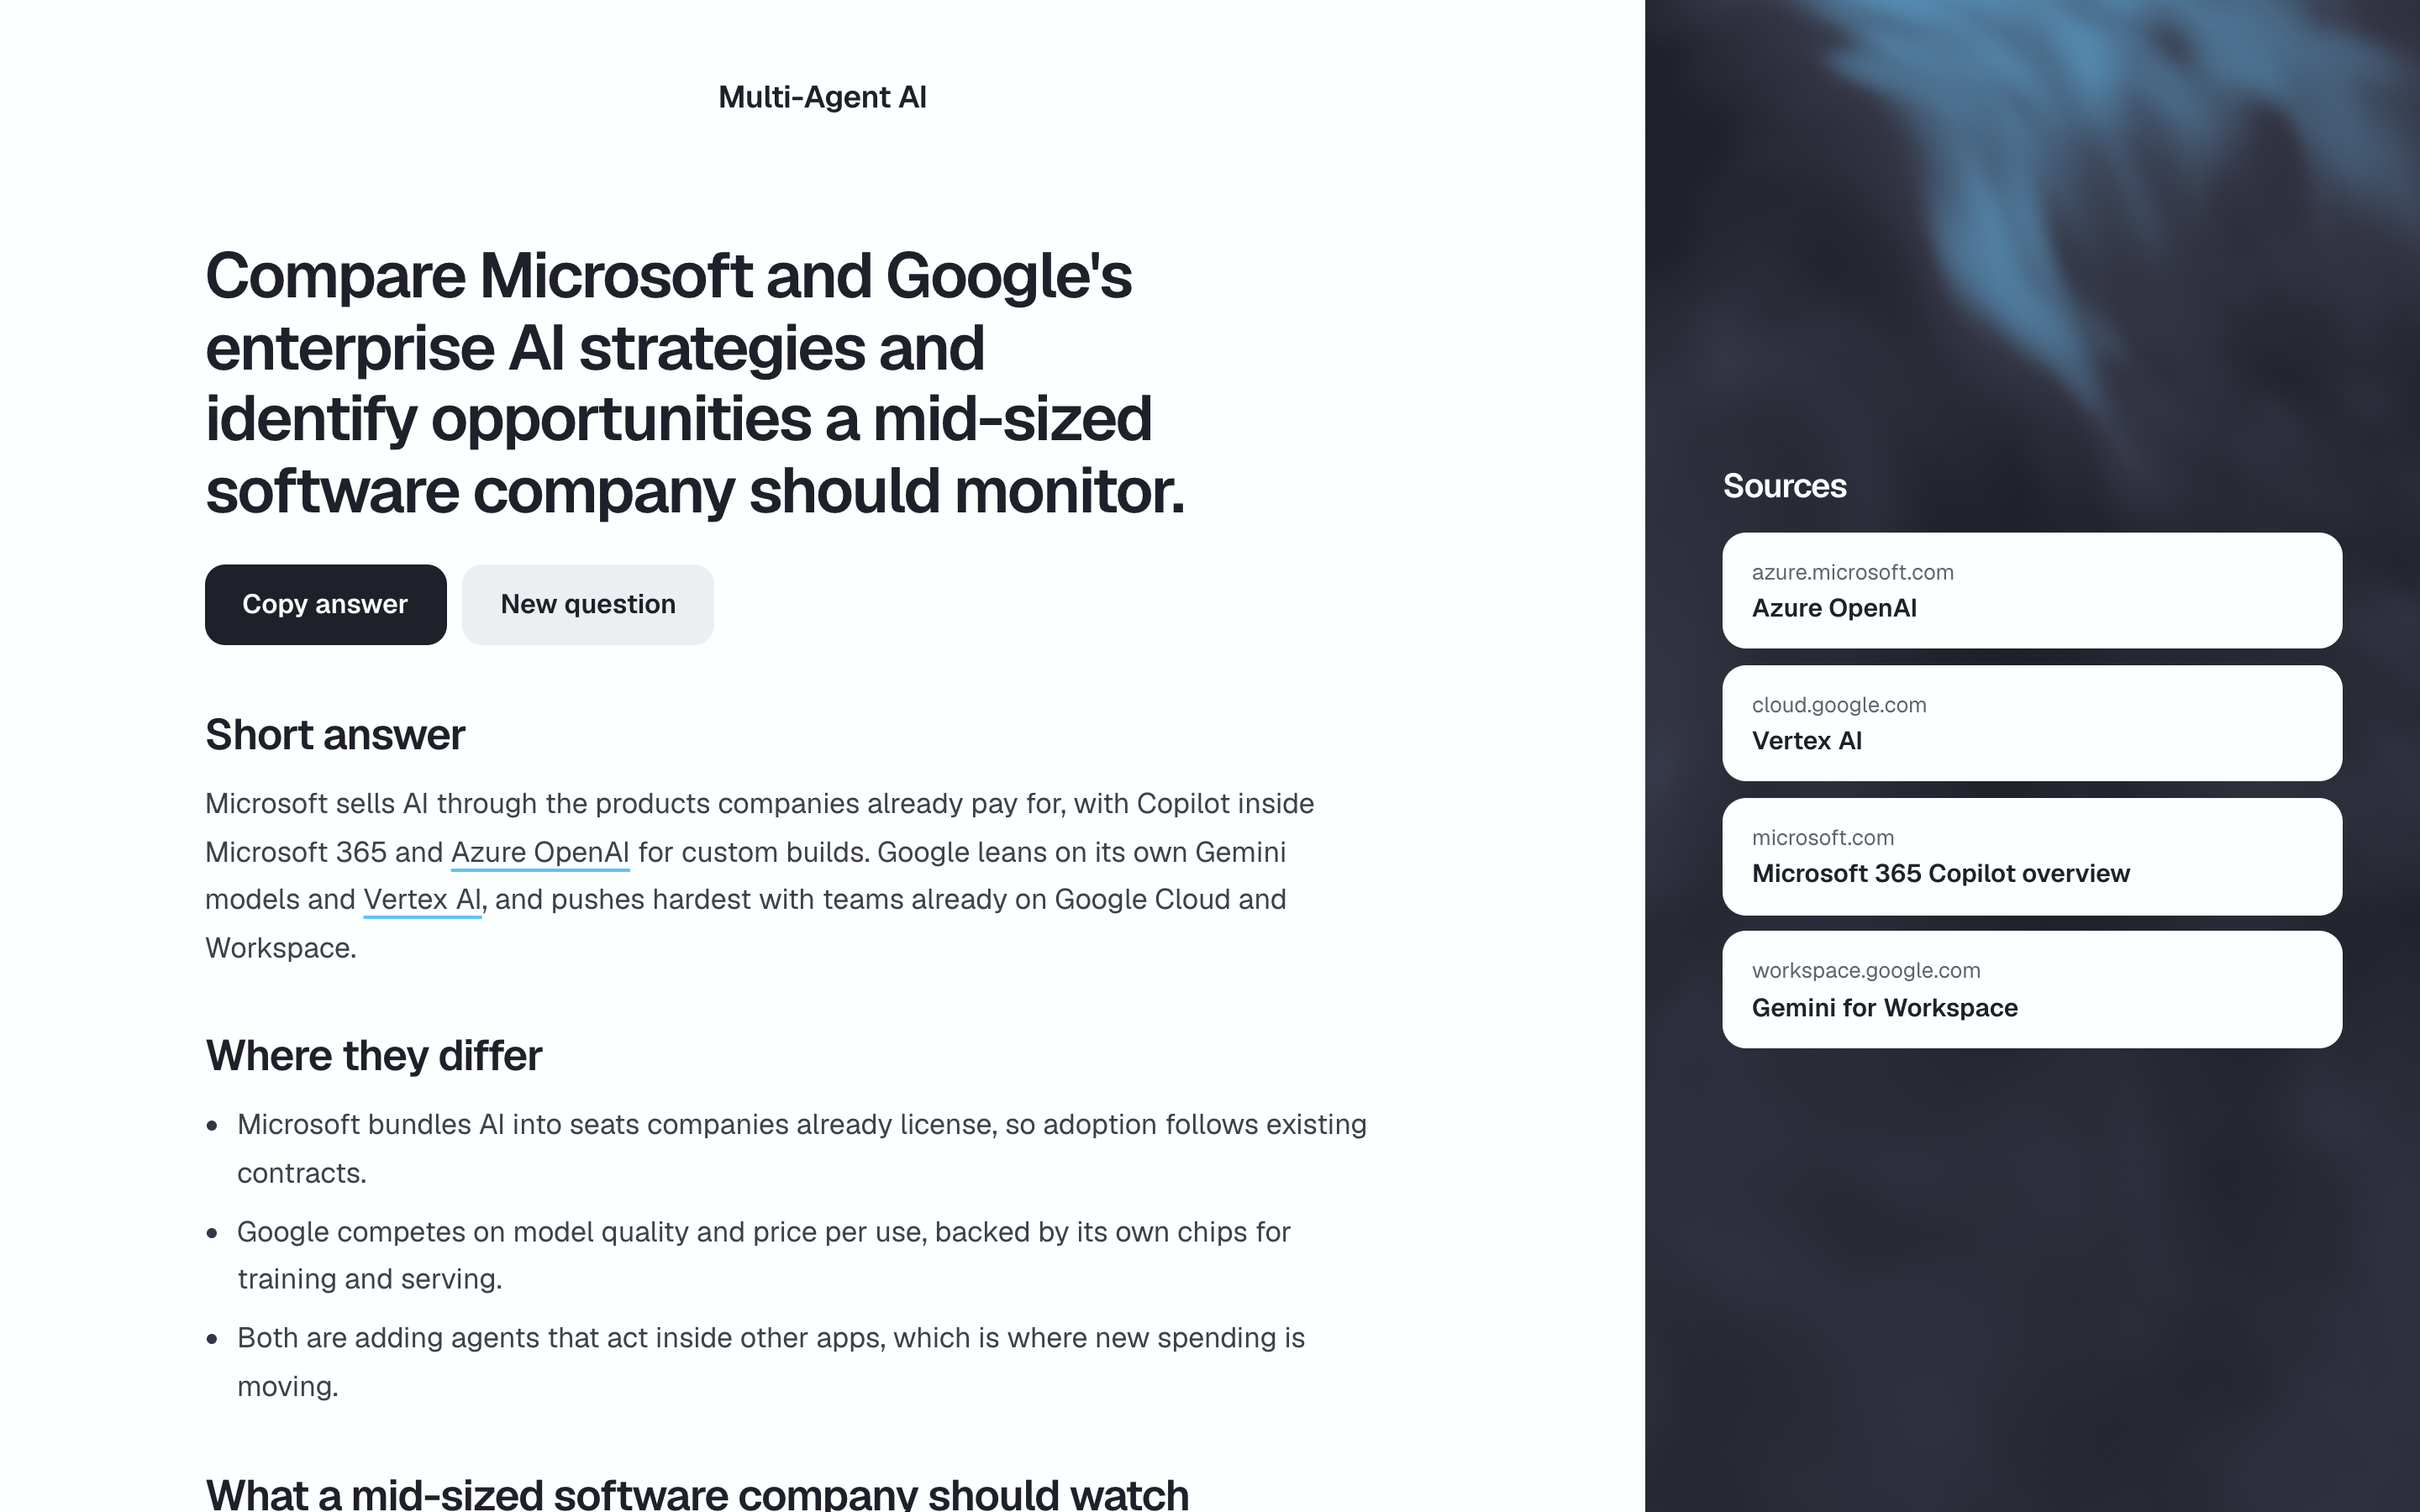 Multi-Agent AI
Compare Microsoft and Google's
enterprise AI strategies and
identify opportunities a mid-sized
software company should monitor.
Copy answer
New question
Short answer
Microsoft sells AI through the products companies already pay for, with Copilot inside
Microsoft 365 and Azure OpenAI for custom builds. Google leans on its own Gemini
models and Vertex AI, and pushes hardest with teams already on Google Cloud and
Workspace.
Where they differ
• Microsoft bundles AI into seats companies already license, so adoption follows existing
contracts.
• Google competes on model quality and price per use, backed by its own chips for
training and serving.
• Both are adding agents that act inside other apps, which is where new spending is
moving.
What a mid-sized software company should watch
Sources
azure.microsoft.com
Azure OpenAI
cloud.google.com
Vertex AI
microsoft.com
Microsoft 365 Copilot overview
workspace.google.com
Gemini for Workspace